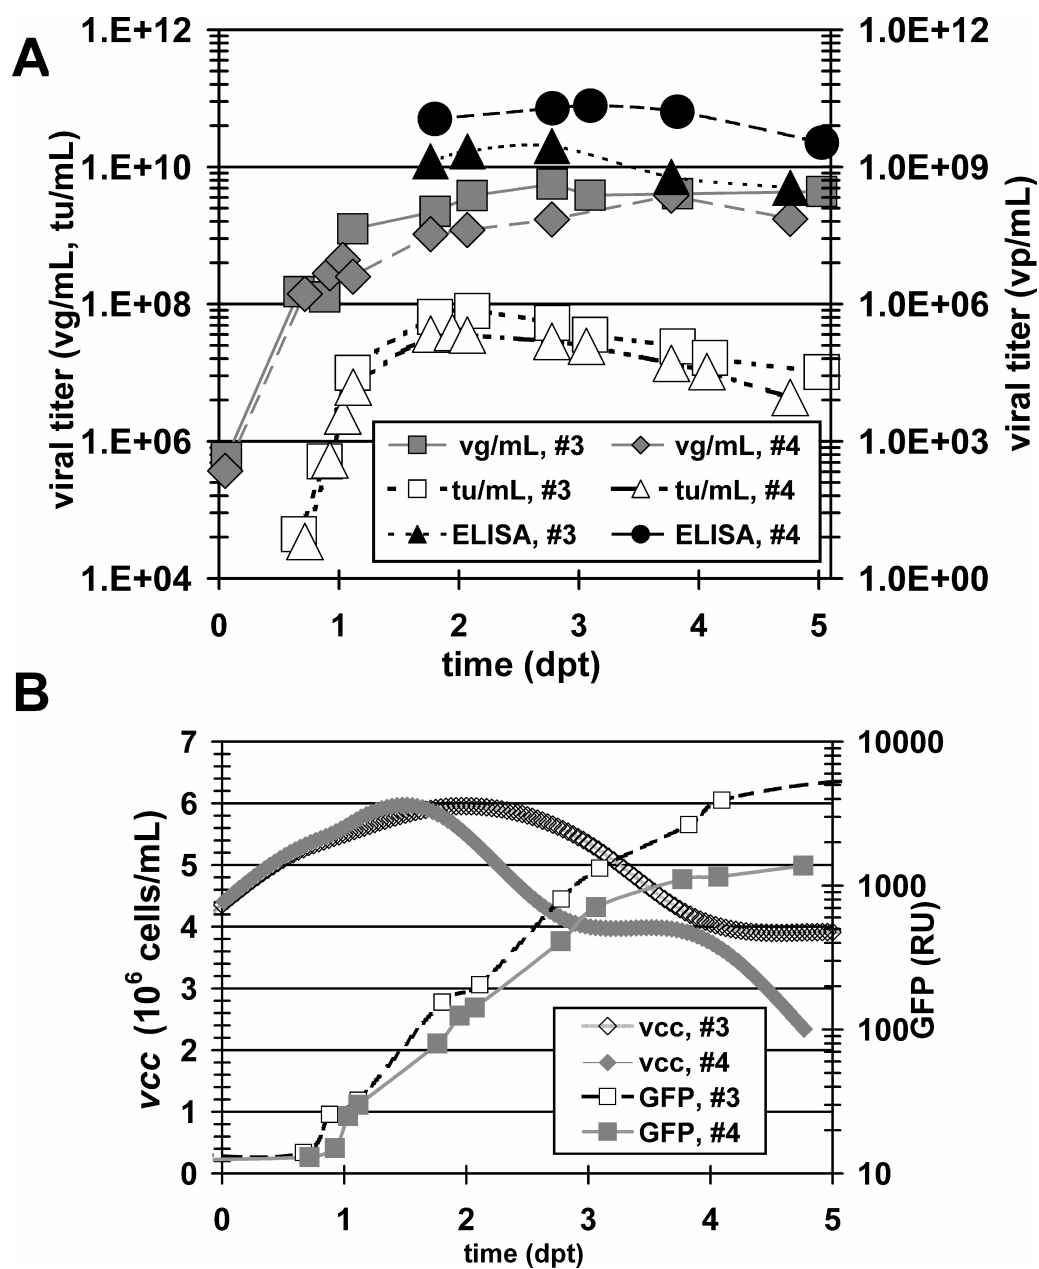 A
1.E+12
1.E+10
1.E+08
1.E+06
1.E+04
viral titer (vg/mL, tu/mL)
1.0E+12
1.0E+09
1.0E+06
1.0E+03
1.0E+00
viral titer (vp/mL)
vg/mL, #3
vg/mL, #4
tu/mL, #3
tu/mL, #4
ELISA, #3
ELISA, #4
0 1 2 3 4 5
time (dpt)
B
7
6
5
4
3
2
1
0
vcc (10⁶ cells/mL)
10000
1000
100
10
GFP (RU)
vcc, #3
vcc, #4
GFP, #3
GFP, #4
0 1 2 3 4 5
time (dpt)